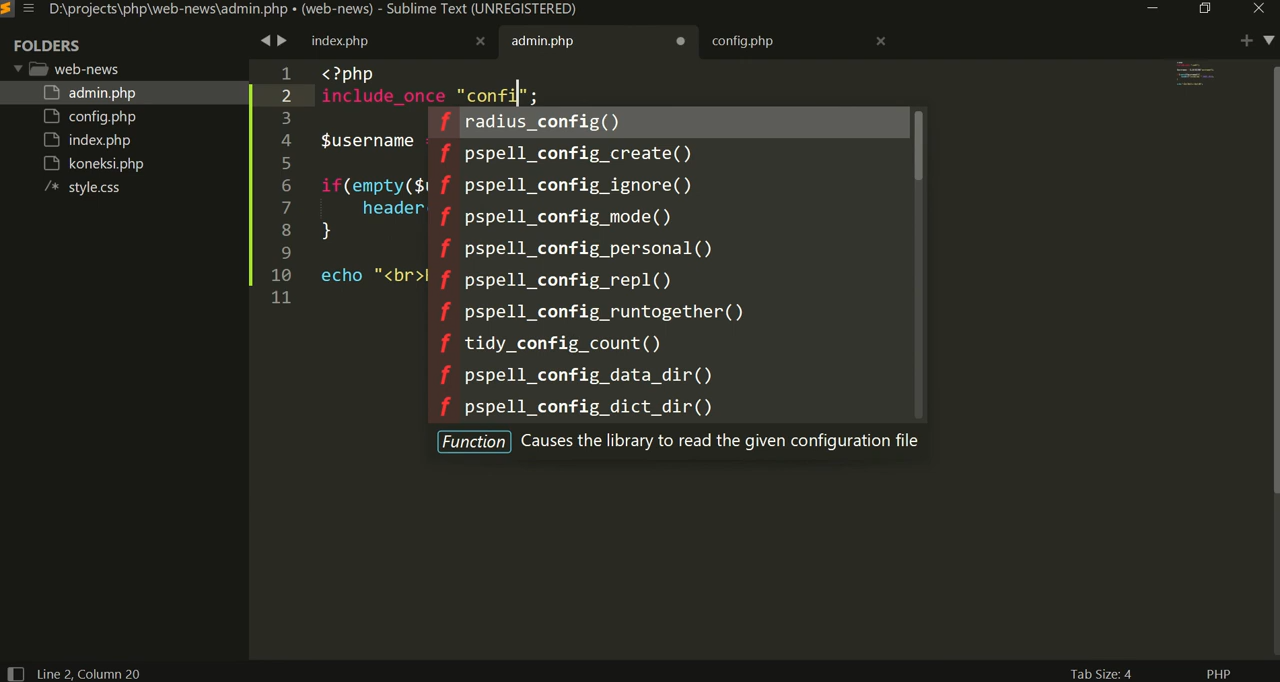 D:\projects\php\web-news\admin.php • (web-news) - Sublime Text (UNREGISTERED)
FOLDERS
web-news
admin.php
config.php
index.php
koneksi.php
/* style.css
index.php
admin.php
config.php
1 <?php
2 include_once "confi";
3
4 $username
5
6 if(empty($
7 header
8 }
9
10 echo "<br>
11
f radius_config()
f pspell_config_create()
f pspell_config_ignore()
f pspell_config_mode()
f pspell_config_personal()
f pspell_config_repl()
f pspell_config_runtogether()
f tidy_config_count()
f pspell_config_data_dir()
f pspell_config_dict_dir()
Function Causes the library to read the given configuration file
Line 2, Column 20
Tab Size: 4
PHP